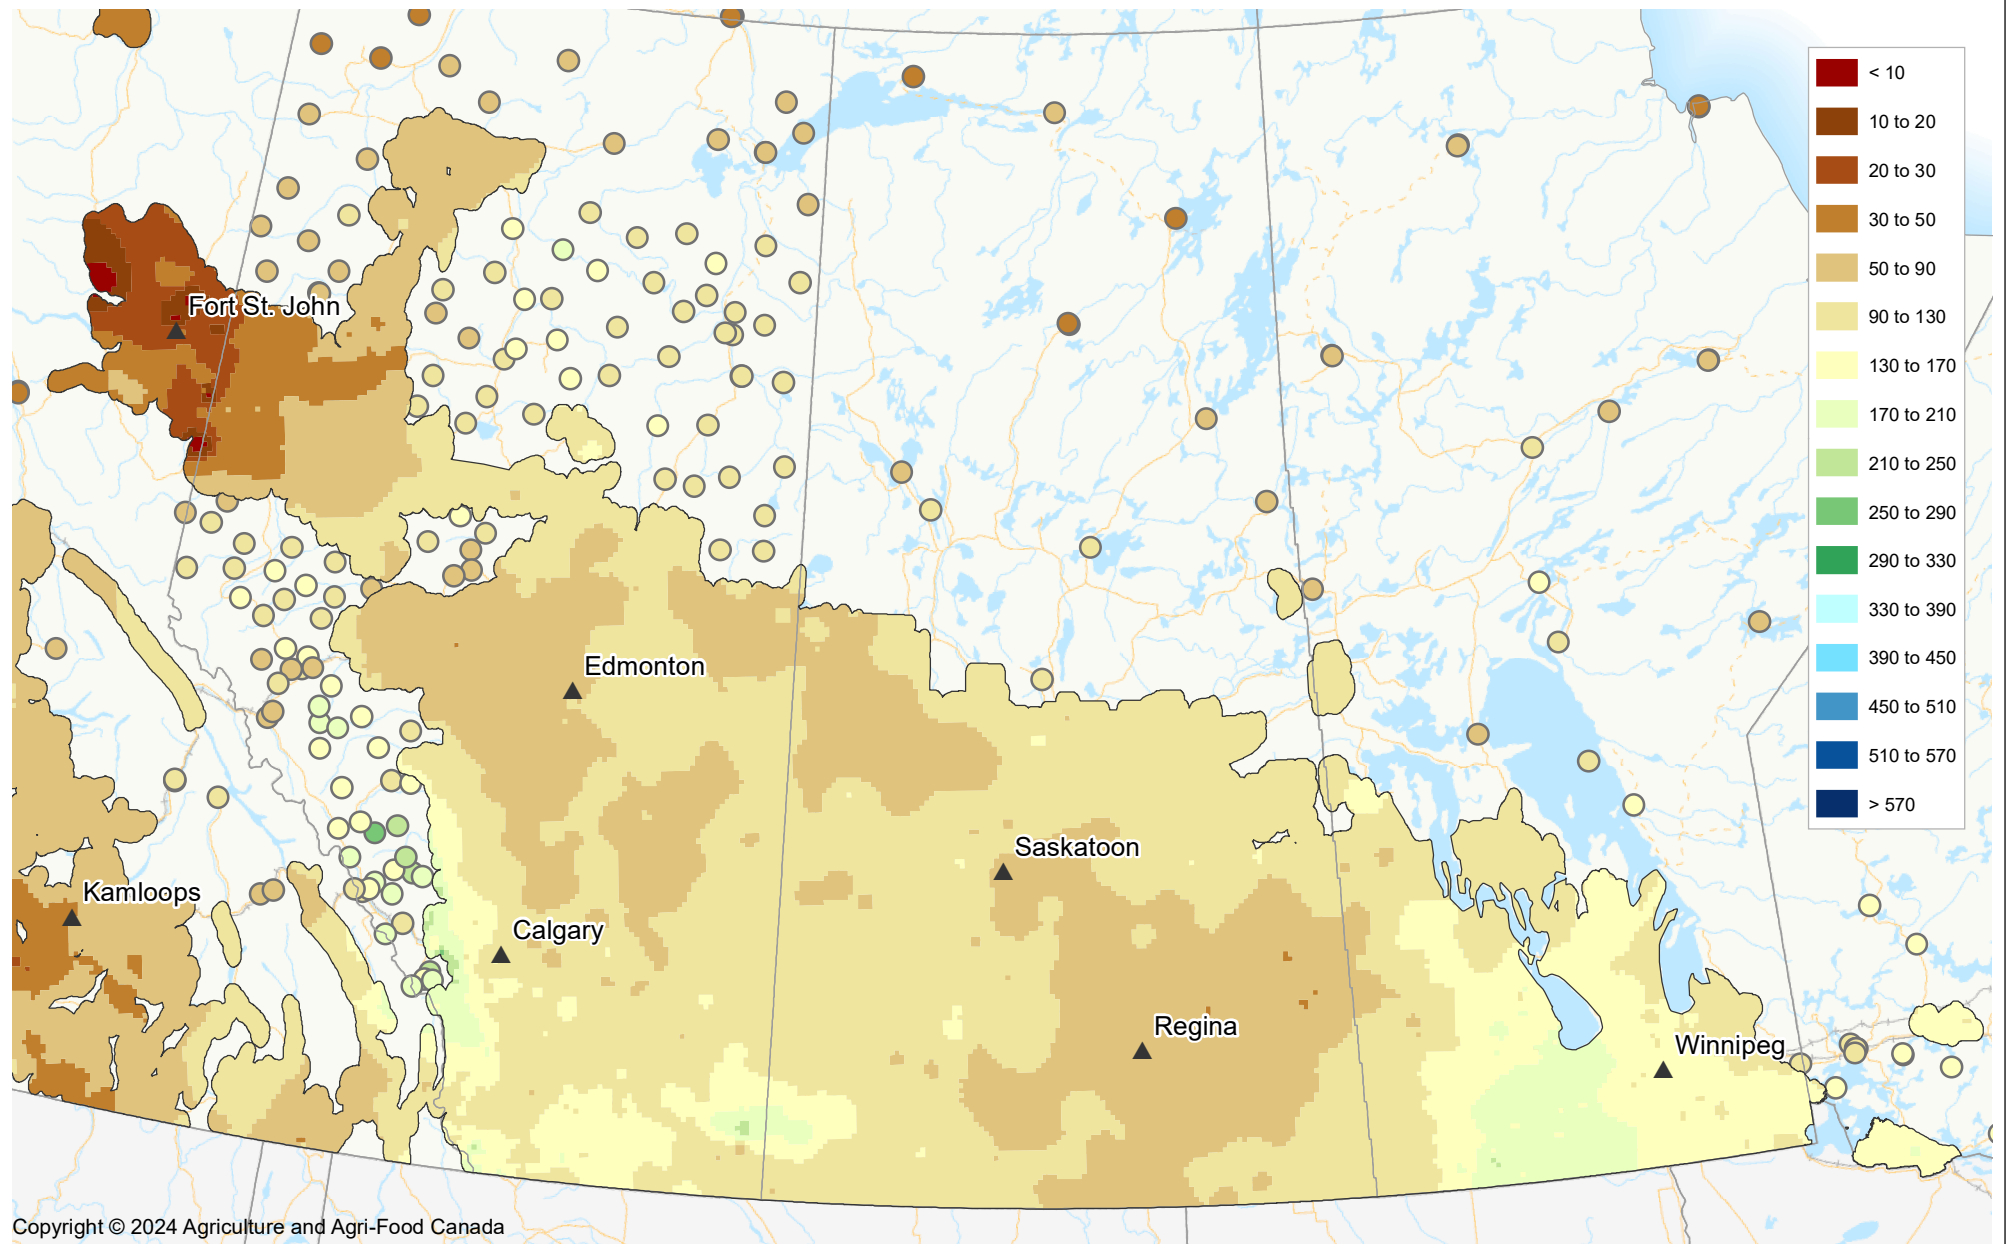 < 10
10 to 20
20 to 30
30 to 50
50 to 90
90 to 130
130 to 170
170 to 210
210 to 250
250 to 290
290 to 330
330 to 390
390 to 450
450 to 510
510 to 570
> 570
Fort St. John
Edmonton
Saskatoon
Kamloops
Calgary
Regina
Winnipeg
Copyright © 2024 Agriculture and Agri-Food Canada